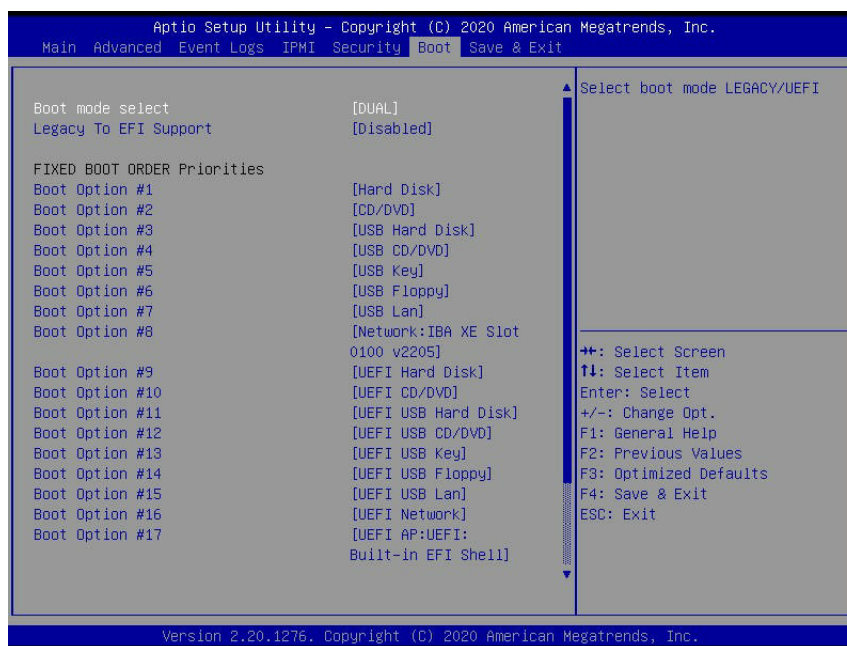 Aptio Setup Utility – Copyright (C) 2020 American Megatrends, Inc.
Main Advanced Event Logs IPMI Security Boot Save & Exit
Boot mode select [DUAL]
Legacy To EFI Support [Disabled]
FIXED BOOT ORDER Priorities
Boot Option #1 [Hard Disk]
Boot Option #2 [CD/DVD]
Boot Option #3 [USB Hard Disk]
Boot Option #4 [USB CD/DVD]
Boot Option #5 [USB Key]
Boot Option #6 [USB Floppy]
Boot Option #7 [USB Lan]
Boot Option #8 [Network:IBA XE Slot
0100 v2205]
Boot Option #9 [UEFI Hard Disk]
Boot Option #10 [UEFI CD/DVD]
Boot Option #11 [UEFI USB Hard Disk]
Boot Option #12 [UEFI USB CD/DVD]
Boot Option #13 [UEFI USB Key]
Boot Option #14 [UEFI USB Floppy]
Boot Option #15 [UEFI USB Lan]
Boot Option #16 [UEFI Network]
Boot Option #17 [UEFI AP:UEFI:
Built-in EFI Shell]
Select boot mode LEGACY/UEFI
→←: Select Screen
↑↓: Select Item
Enter: Select
+/-: Change Opt.
F1: General Help
F2: Previous Values
F3: Optimized Defaults
F4: Save & Exit
ESC: Exit
Version 2.20.1276. Copyright (C) 2020 American Megatrends, Inc.